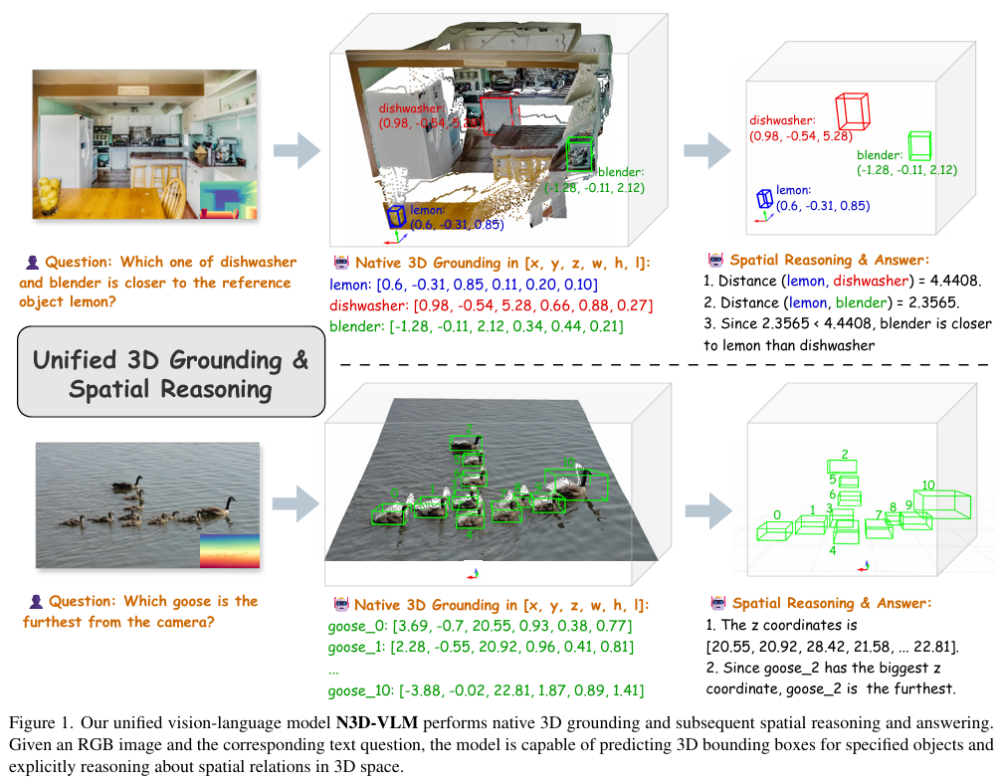 dishwasher:
(0.98, -0.54, 5.28)
blender:
(-1.28, -0.11, 2.12)
lemon:
(0.6, -0.31, 0.85)
dishwasher:
(0.98, -0.54, 5.28)
blender:
(-1.28, -0.11, 2.12)
lemon:
(0.6, -0.31, 0.85)
Question: Which one of dishwasher
and blender is closer to the reference
object lemon?
Native 3D Grounding in [x, y, z, w, h, l]:
lemon: [0.6, -0.31, 0.85, 0.11, 0.20, 0.10]
dishwasher: [0.98, -0.54, 5.28, 0.66, 0.88, 0.27]
blender: [-1.28, -0.11, 2.12, 0.34, 0.44, 0.21]
Spatial Reasoning & Answer:
1. Distance (lemon, dishwasher) = 4.4408.
2. Distance (lemon, blender) = 2.3565.
3. Since 2.3565 < 4.4408, blender is closer
to lemon than dishwasher
Unified 3D Grounding &
Spatial Reasoning
2
4
2
5
6
3
4
0
1
7
8
9
10
Question: Which goose is the
furthest from the camera?
Native 3D Grounding in [x, y, z, w, h, l]:
goose_0: [3.69, -0.7, 20.55, 0.93, 0.38, 0.77]
goose_1: [2.28, -0.55, 20.92, 0.96, 0.41, 0.81]
...
goose_10: [-3.88, -0.02, 22.81, 1.87, 0.89, 1.41]
Spatial Reasoning & Answer:
1. The z coordinates is
[20.55, 20.92, 28.42, 21.58, ... 22.81].
2. Since goose_2 has the biggest z
coordinate, goose_2 is the furthest.
Figure 1. Our unified vision-language model N3D-VLM performs native 3D grounding and subsequent spatial reasoning and answering.
Given an RGB image and the corresponding text question, the model is capable of predicting 3D bounding boxes for specified objects and
explicitly reasoning about spatial relations in 3D space.